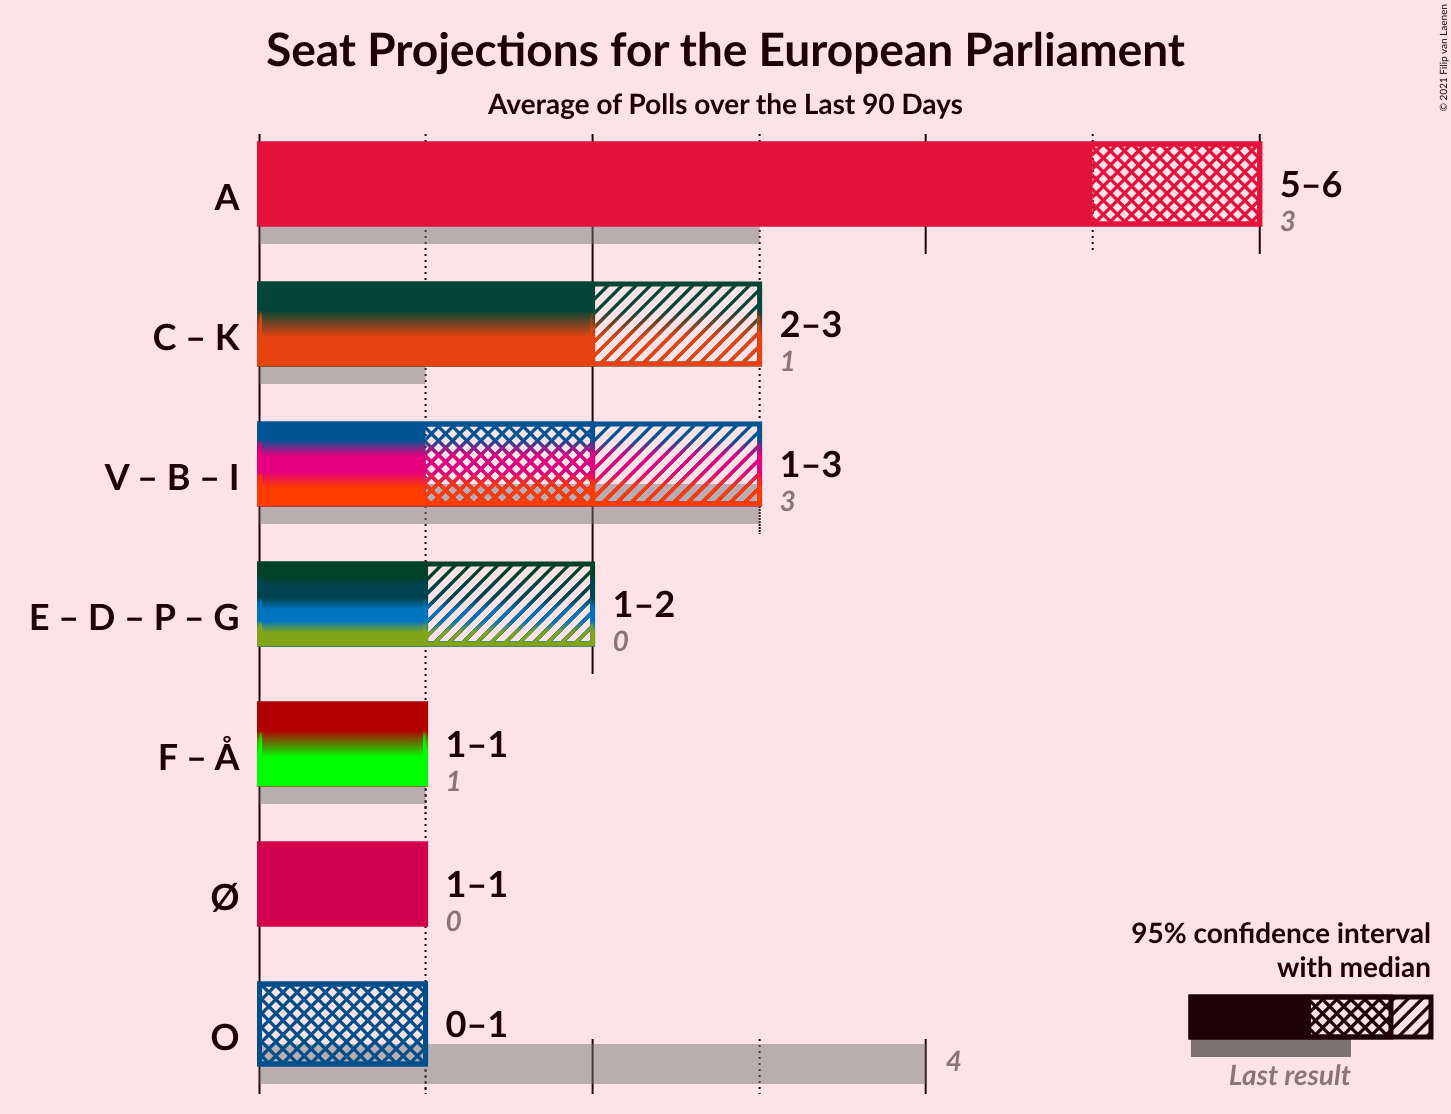 Seat Projections for the European Parliament
Average of Polls over the Last 90 Days
© 2021 Filip van Laenen
A
5–6
3
C – K
2–3
1
V – B – I
1–3
3
E – D – P – G
1–2
0
F – Å
1–1
1
Ø
1–1
0
O
0–1
4
95% confidence interval
with median
Last result